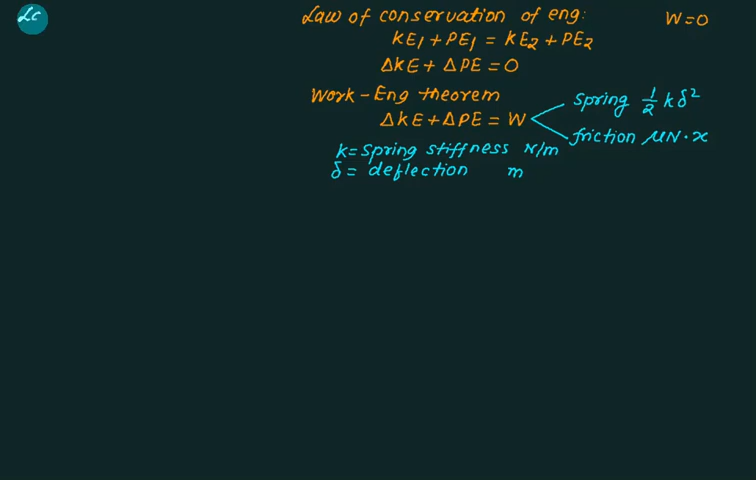 Lc
Law of conservation of eng: W=0
KE₁ + PE₁ = KE₂ + PE₂
ΔKE + ΔPE = 0
Work - Eng theorem
Spring ½ k δ²
ΔKE + ΔPE = W
friction μN·x
k = Spring stiffness N/m
δ = deflection m